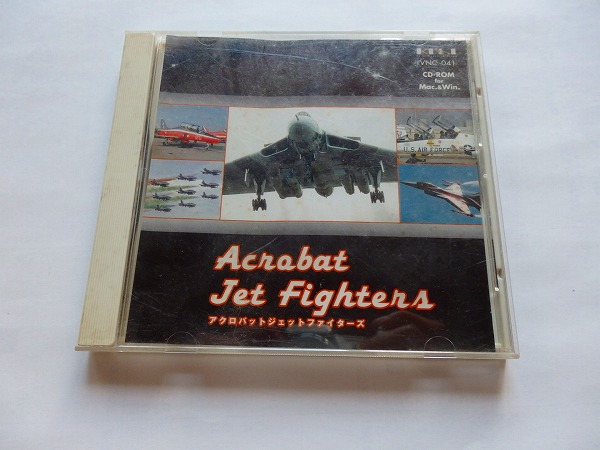 VNC-041
CD-ROM
for
Mac.&Win.
U.S. AIR FORCE
Acrobat
Jet Fighters
アクロバットジェットファイターズ